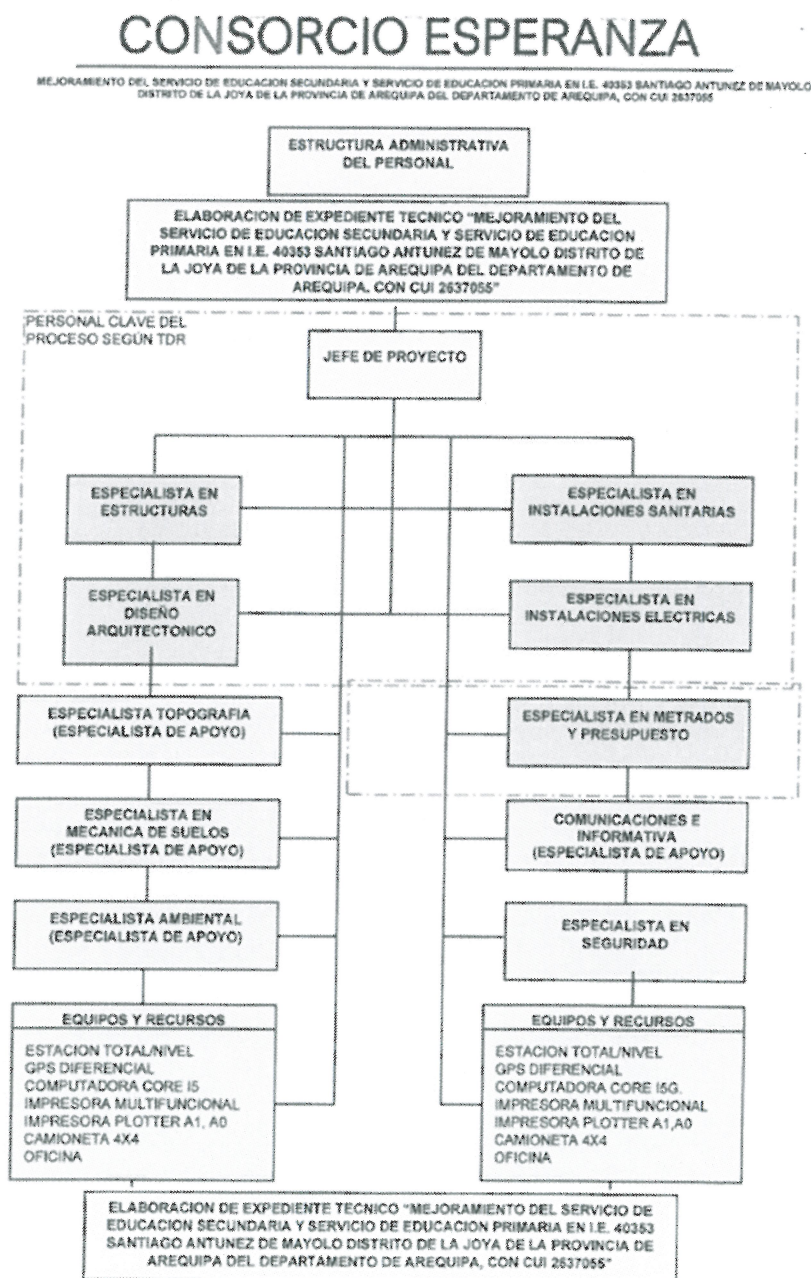 CONSORCIO ESPERANZA
MEJORAMIENTO DEL SERVICIO DE EDUCACION SECUNDARIA Y SERVICIO DE EDUCACION PRIMARIA EN I.E. 40353 SANTIAGO ANTUNEZ DE MAYOLO
DISTRITO DE LA JOYA DE LA PROVINCIA DE AREQUIPA DEL DEPARTAMENTO DE AREQUIPA, CON CUI 2637055
ESTRUCTURA ADMINISTRATIVA
DEL PERSONAL
ELABORACION DE EXPEDIENTE TECNICO "MEJORAMIENTO DEL
SERVICIO DE EDUCACION SECUNDARIA Y SERVICIO DE EDUCACION
PRIMARIA EN I.E. 40353 SANTIAGO ANTUNEZ DE MAYOLO DISTRITO DE
LA JOYA DE LA PROVINCIA DE AREQUIPA DEL DEPARTAMENTO DE
AREQUIPA, CON CUI 2637055"
PERSONAL CLAVE DEL
PROCESO SEGÚN TDR
JEFE DE PROYECTO
ESPECIALISTA EN
ESTRUCTURAS
ESPECIALISTA EN
INSTALACIONES SANITARIAS
ESPECIALISTA EN
DISEÑO
ARQUITECTONICO
ESPECIALISTA EN
INSTALACIONES ELECTRICAS
ESPECIALISTA TOPOGRAFIA
(ESPECIALISTA DE APOYO)
ESPECIALISTA EN METRADOS
Y PRESUPUESTO
ESPECIALISTA EN
MECANICA DE SUELOS
(ESPECIALISTA DE APOYO)
COMUNICACIONES E
INFORMATIVA
(ESPECIALISTA DE APOYO)
ESPECIALISTA AMBIENTAL
(ESPECIALISTA DE APOYO)
ESPECIALISTA EN
SEGURIDAD
EQUIPOS Y RECURSOS
ESTACION TOTAL/NIVEL
GPS DIFERENCIAL
COMPUTADORA CORE I5
IMPRESORA MULTIFUNCIONAL
IMPRESORA PLOTTER A1, A0
CAMIONETA 4X4
OFICINA
EQUIPOS Y RECURSOS
ESTACION TOTAL/NIVEL
GPS DIFERENCIAL
COMPUTADORA CORE I5G.
IMPRESORA MULTIFUNCIONAL
IMPRESORA PLOTTER A1,A0
CAMIONETA 4X4
OFICINA
ELABORACION DE EXPEDIENTE TECNICO "MEJORAMIENTO DEL SERVICIO DE
EDUCACION SECUNDARIA Y SERVICIO DE EDUCACION PRIMARIA EN I.E. 40353
SANTIAGO ANTUNEZ DE MAYOLO DISTRITO DE LA JOYA DE LA PROVINCIA DE
AREQUIPA DEL DEPARTAMENTO DE AREQUIPA, CON CUI 2637055"